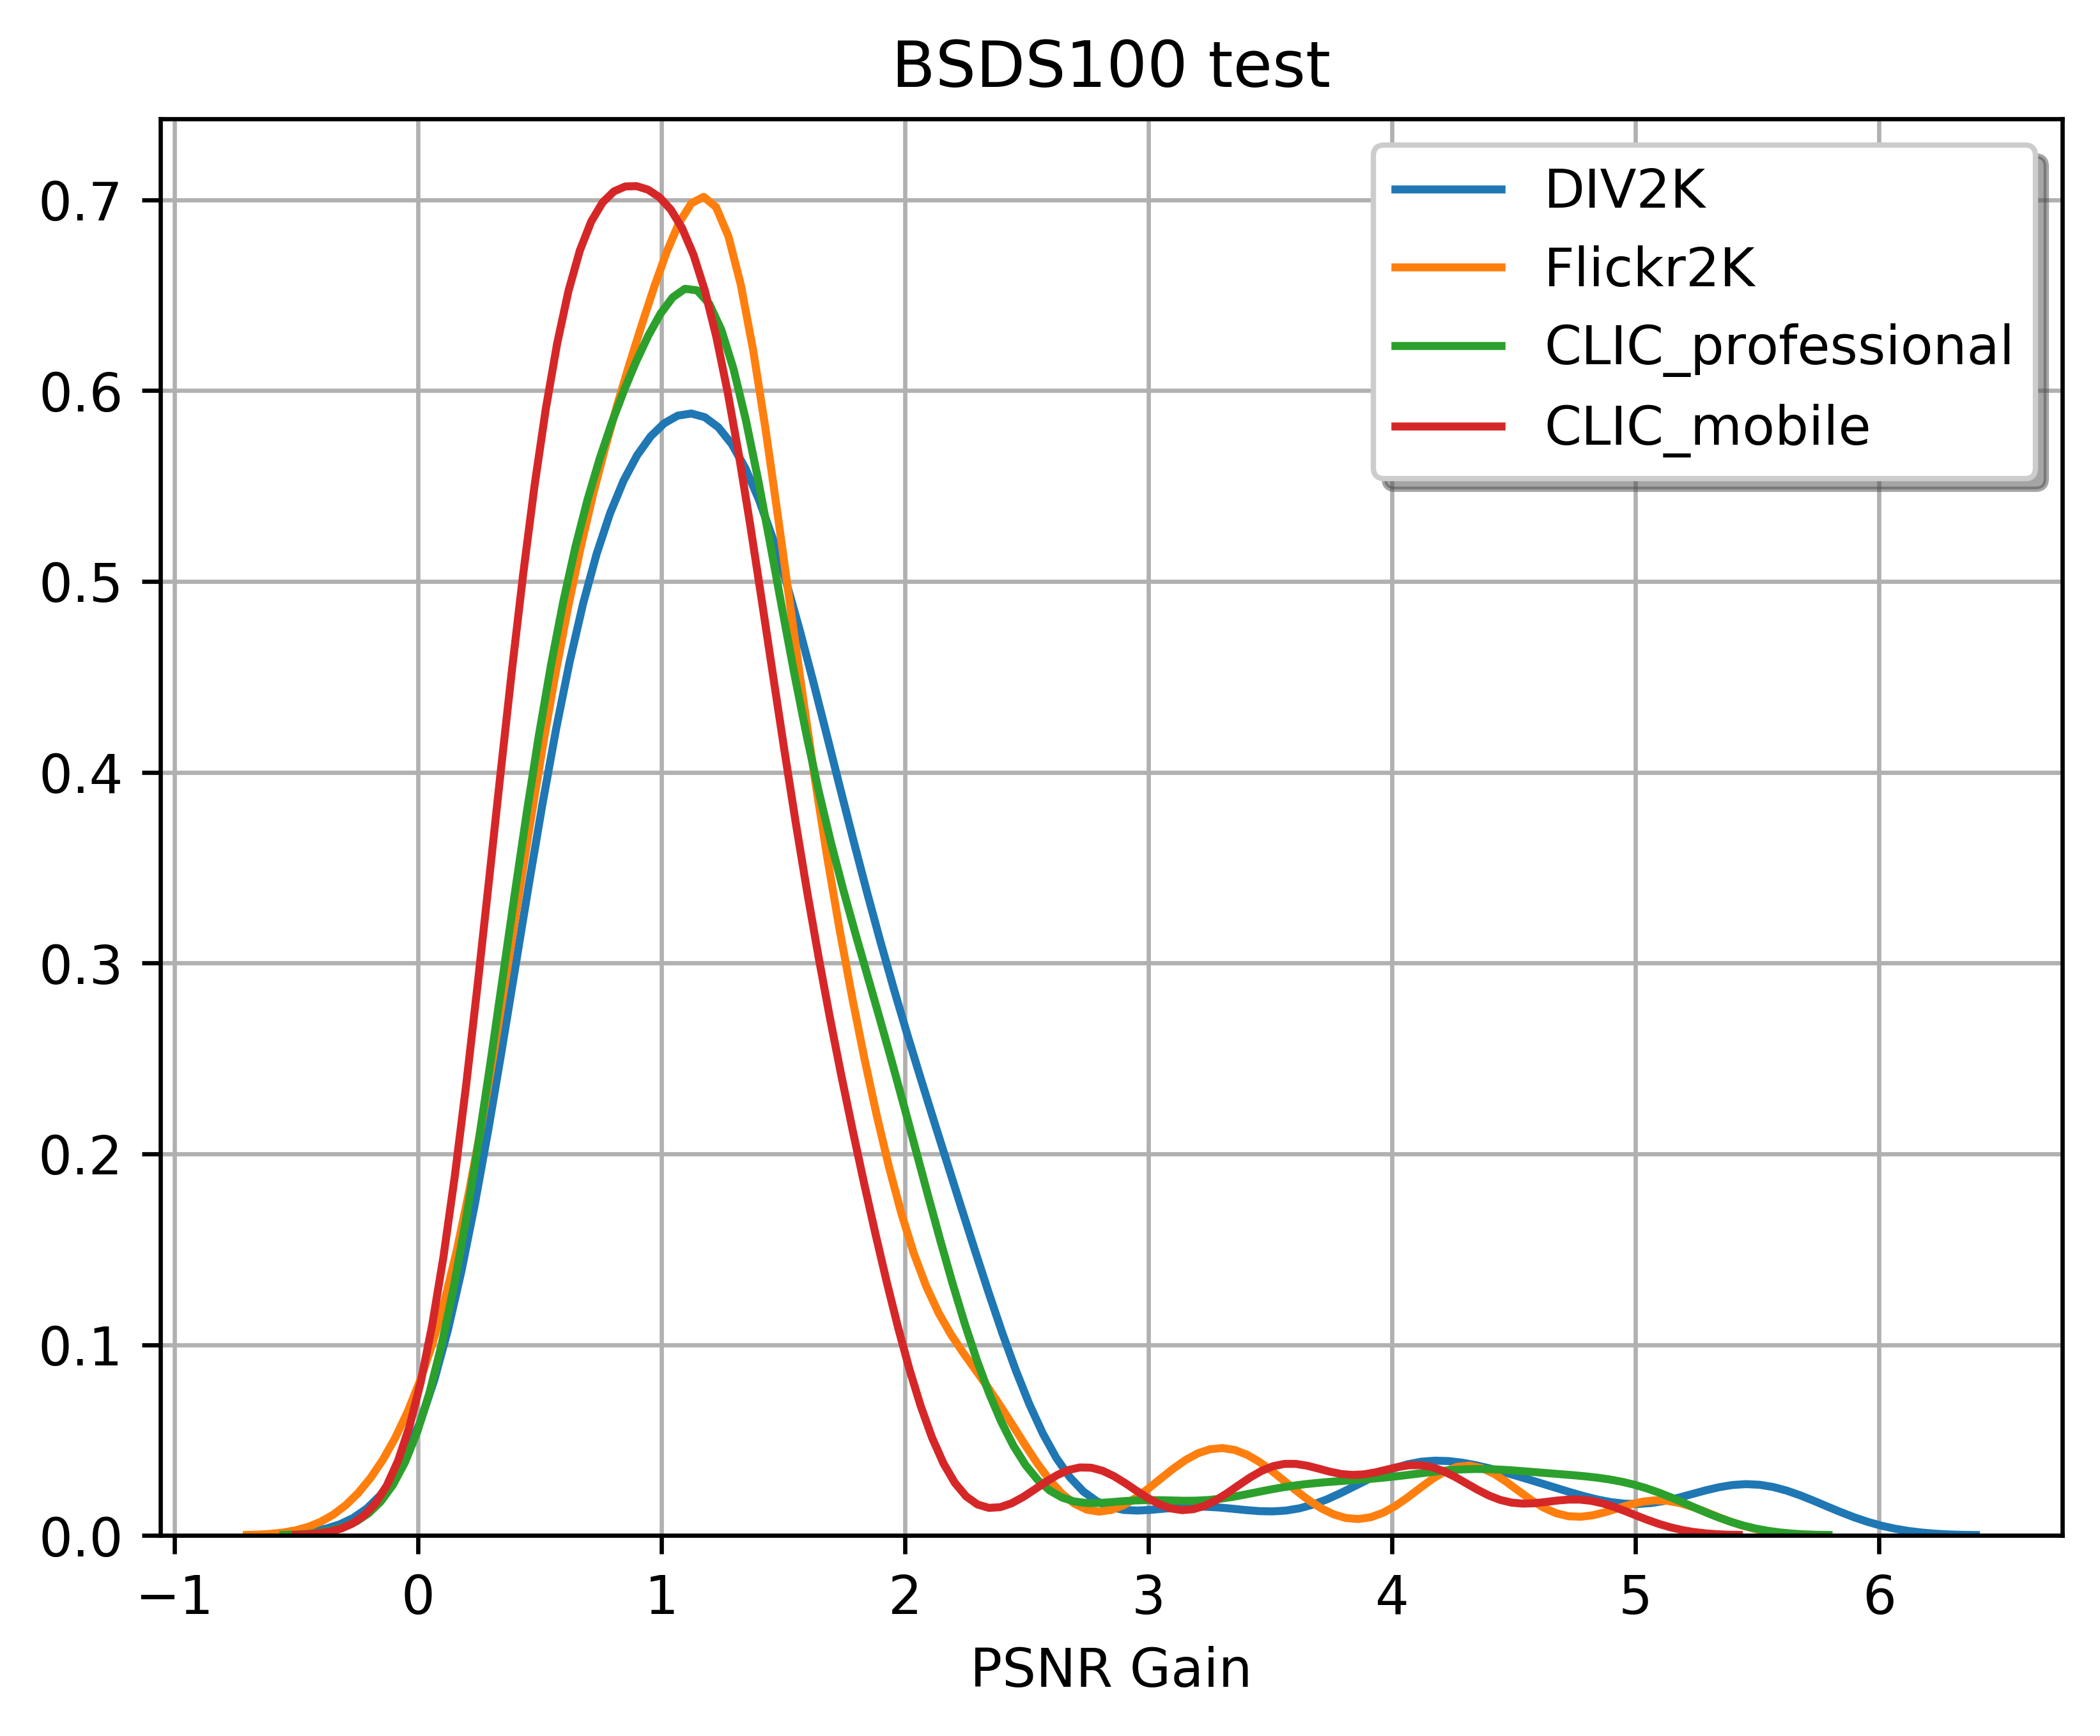 BSDS100 test
DIV2K
Flickr2K
CLIC_professional
CLIC_mobile
0.7
0.6
0.5
0.4
0.3
0.2
0.1
0.0
−1 0 1 2 3 4 5 6
PSNR Gain